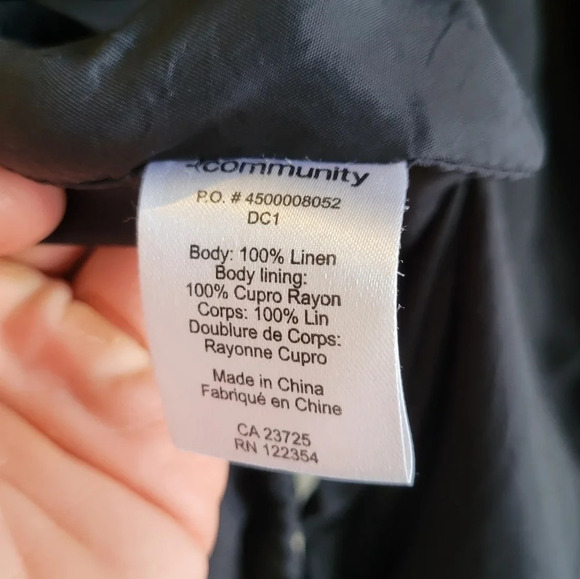 community
P.O. # 4500008052
DC1
Body: 100% Linen
Body lining:
100% Cupro Rayon
Corps: 100% Lin
Doublure de Corps:
Rayonne Cupro
Made in China
Fabriqué en Chine
CA 23725
RN 122354